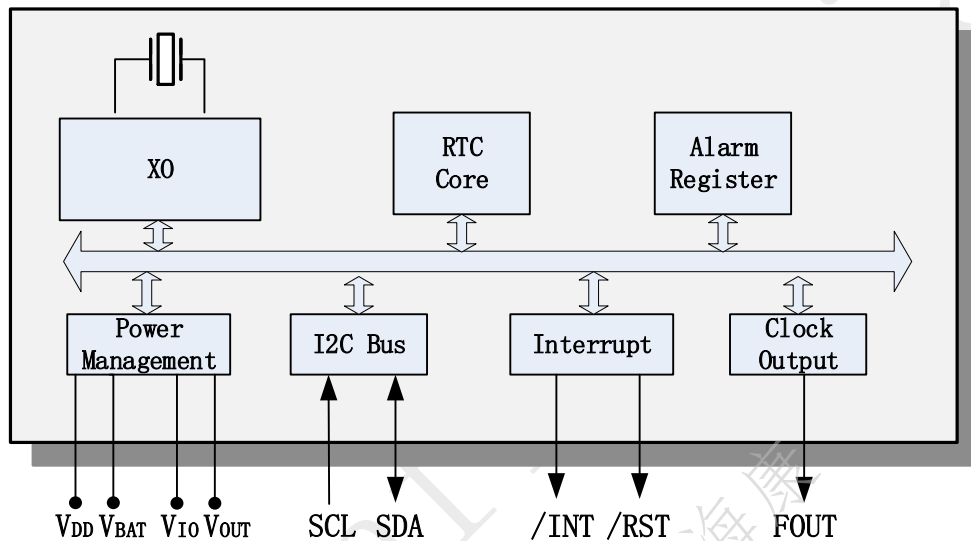 XO
RTC
Core
Alarm
Register
Power
Management
I2C Bus
Interrupt
Clock
Output
VDD VBAT VIO VOUT SCL SDA /INT /RST FOUT